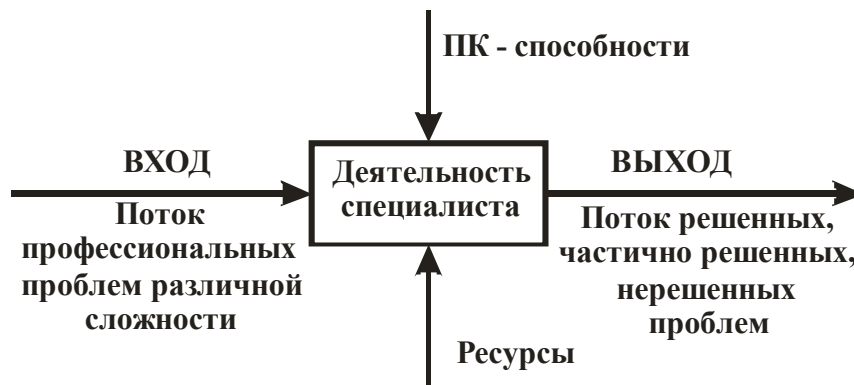 ПК - способности
ВХОД
Поток
профессиональных
проблем различной
сложности
Деятельность
специалиста
ВЫХОД
Поток решенных,
частично решенных,
нерешенных
проблем
Ресурсы